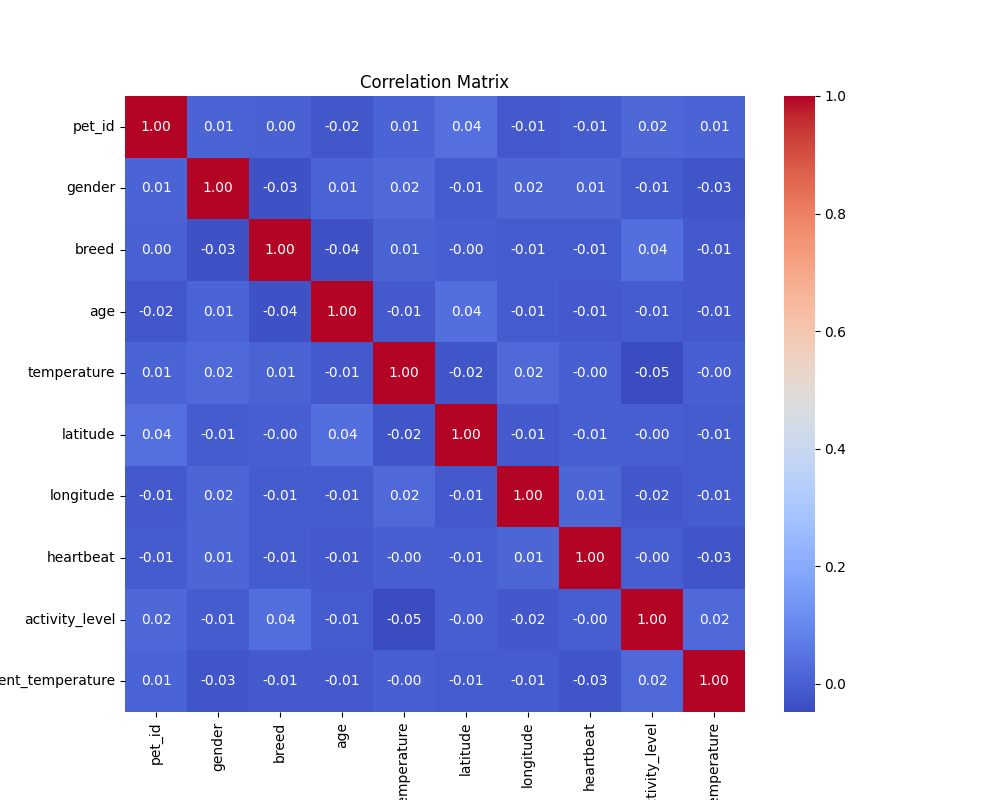 Correlation Matrix
pet_id 1.00 0.01 0.00 -0.02 0.01 0.04 -0.01 -0.01 0.02 0.01
gender 0.01 1.00 -0.03 0.01 0.02 -0.01 0.02 0.01 -0.01 -0.03
breed 0.00 -0.03 1.00 -0.04 0.01 -0.00 -0.01 -0.01 0.04 -0.01
age -0.02 0.01 -0.04 1.00 -0.01 0.04 -0.01 -0.01 -0.01 -0.01
temperature 0.01 0.02 0.01 -0.01 1.00 -0.02 0.02 -0.00 -0.05 -0.00
latitude 0.04 -0.01 -0.00 0.04 -0.02 1.00 -0.01 -0.01 -0.00 -0.01
longitude -0.01 0.02 -0.01 -0.01 0.02 -0.01 1.00 0.01 -0.02 -0.01
heartbeat -0.01 0.01 -0.01 -0.01 -0.00 -0.01 0.01 1.00 -0.00 -0.03
activity_level 0.02 -0.01 0.04 -0.01 -0.05 -0.00 -0.02 -0.00 1.00 0.02
ent_temperature 0.01 -0.03 -0.01 -0.01 -0.00 -0.01 -0.01 -0.03 0.02 1.00
pet_id gender breed age emperature latitude longitude heartbeat tivity_level emperature
1.0
0.8
0.6
0.4
0.2
0.0